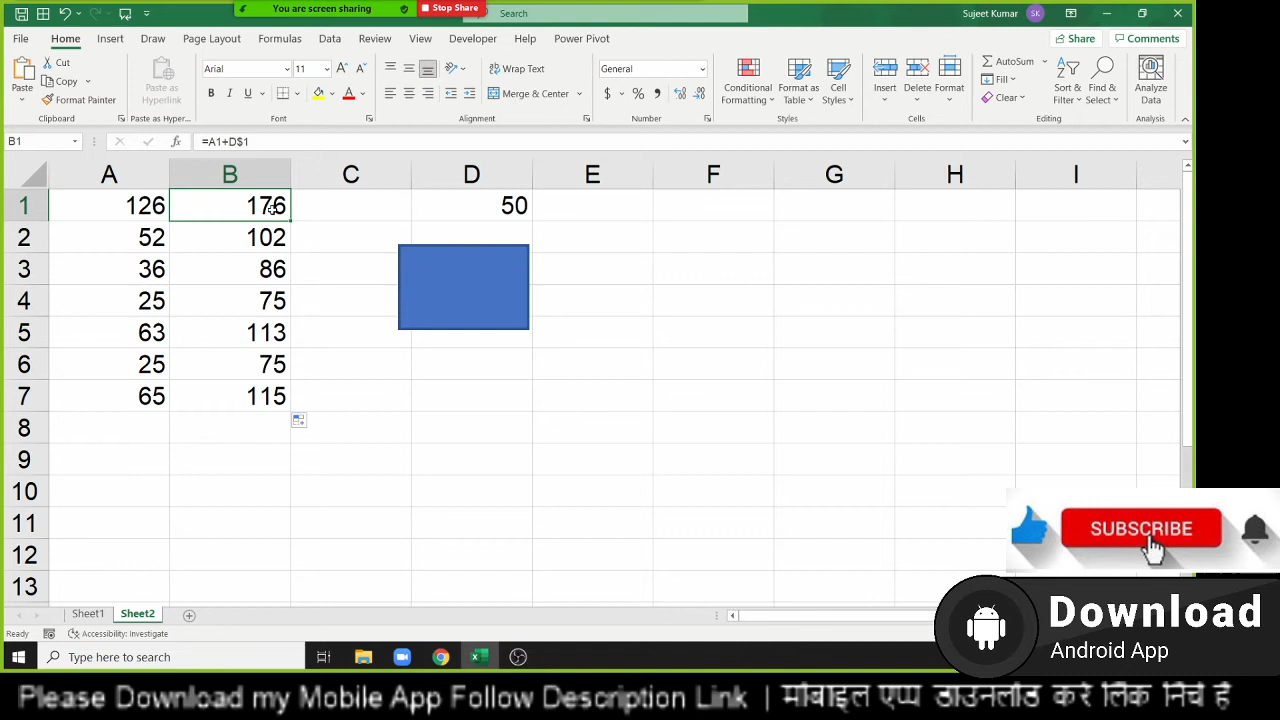 You are screen sharing
Stop Share
Search
Sujeet Kumar
SK
File
Home
Insert
Draw
Page Layout
Formulas
Data
Review
View
Developer
Help
Power Pivot
Share
Comments
Paste
Cut
Copy
Format Painter
Clipboard
Paste as
Hyperlink
Paste as Hyper...
Arial
11
B I U
Font
Wrap Text
Merge & Center
Alignment
General
$ % ,
Number
Conditional
Formatting
Format as
Table
Cell
Styles
Styles
Insert
Delete
Format
Cells
AutoSum
Fill
Clear
Sort &
Filter
Find &
Select
Editing
Analyze
Data
Analysis
B1
fx
=A1+D$1
A B C D E F G H I
1 126 176 50
2 52 102
3 36 86
4 25 75
5 63 113
6 25 75
7 65 115
8
9
10
11
12
13
SUBSCRIBE
Sheet1
Sheet2
Ready
Accessibility: Investigate
Type here to search
Download
Android App
Please Download my Mobile App Follow Description Link | मोबाइल एप्प डाउनलोड करे लिंक निचे है